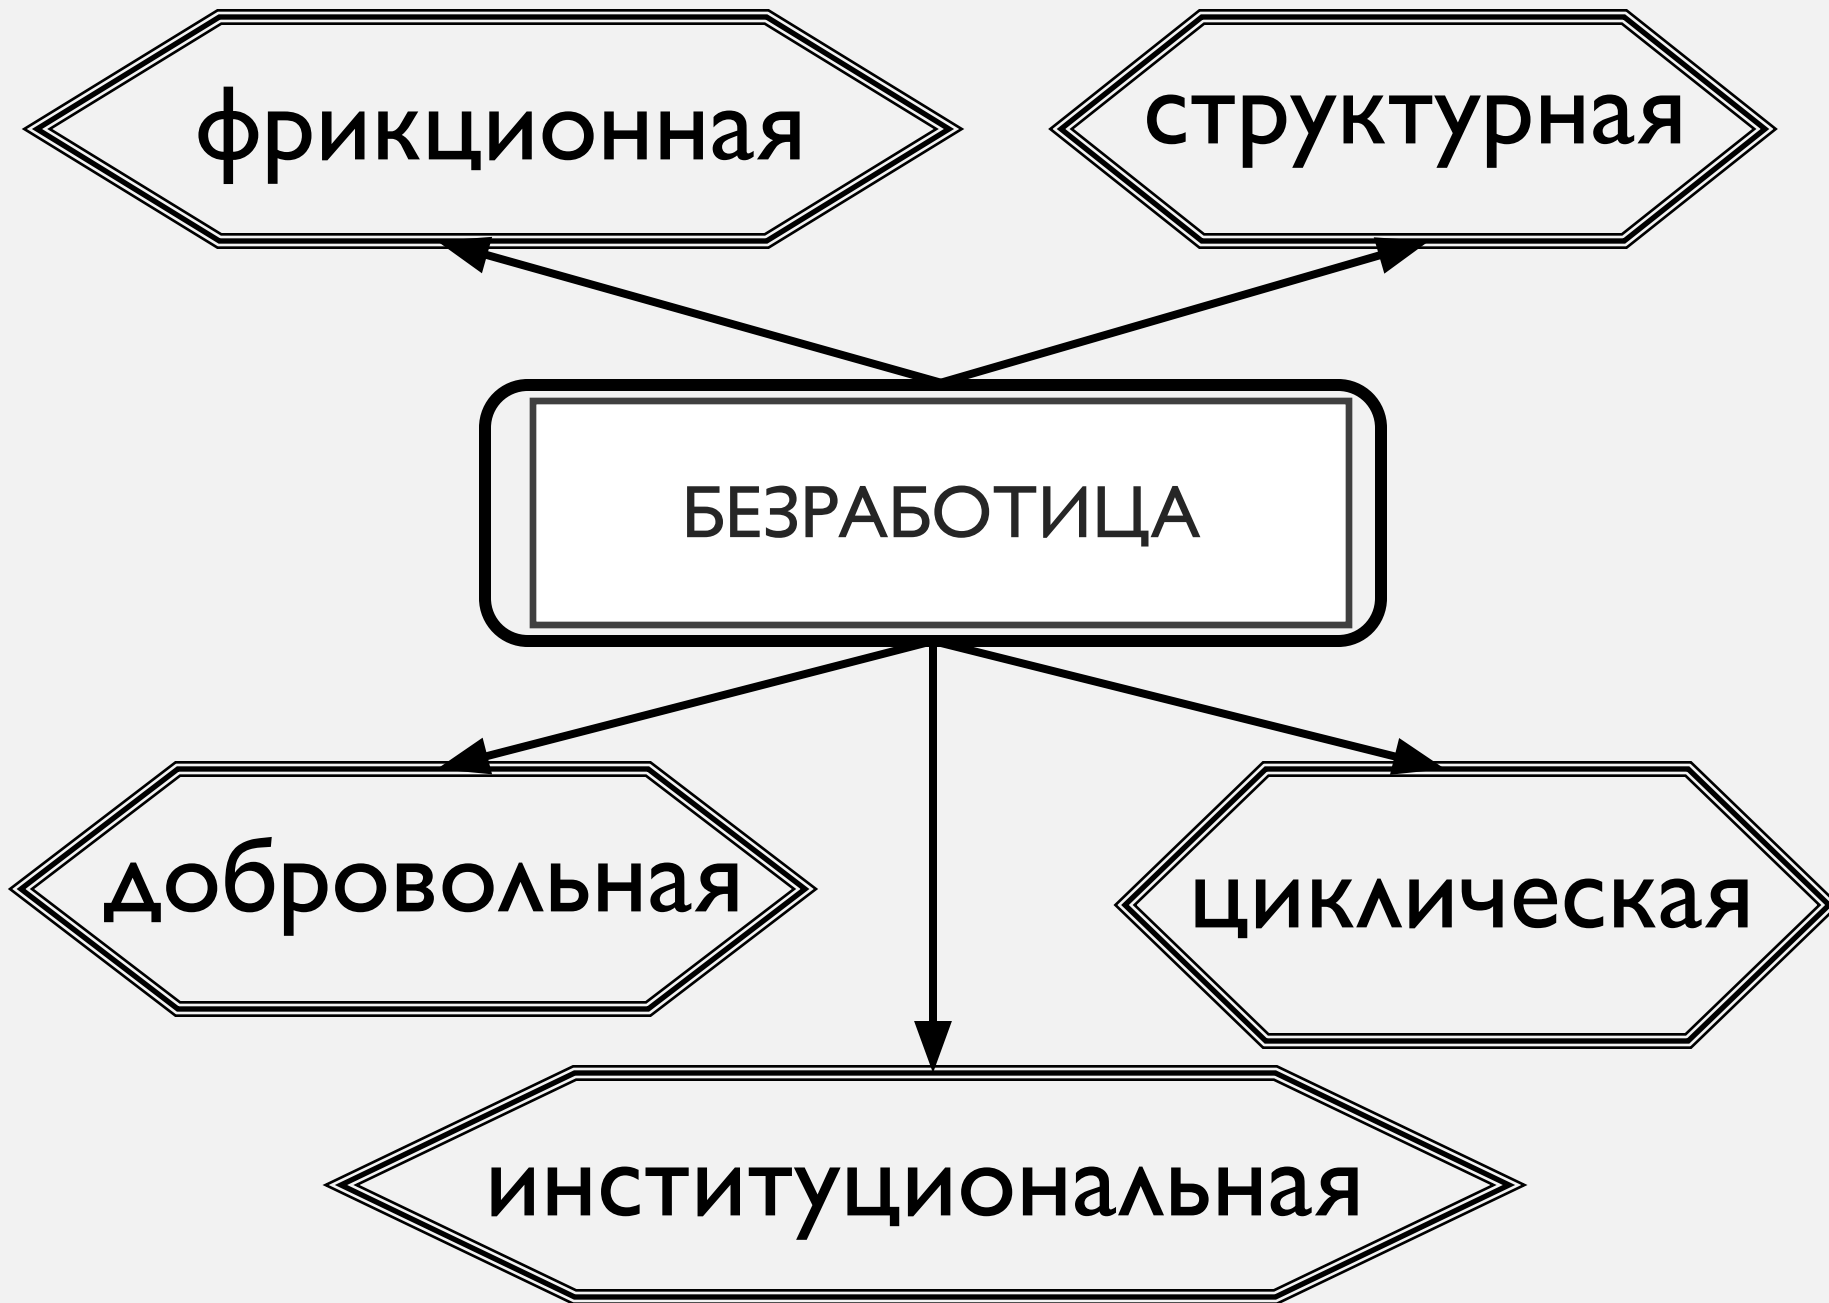 фрикционная
структурная
БЕЗРАБОТИЦА
добровольная
циклическая
институциональная